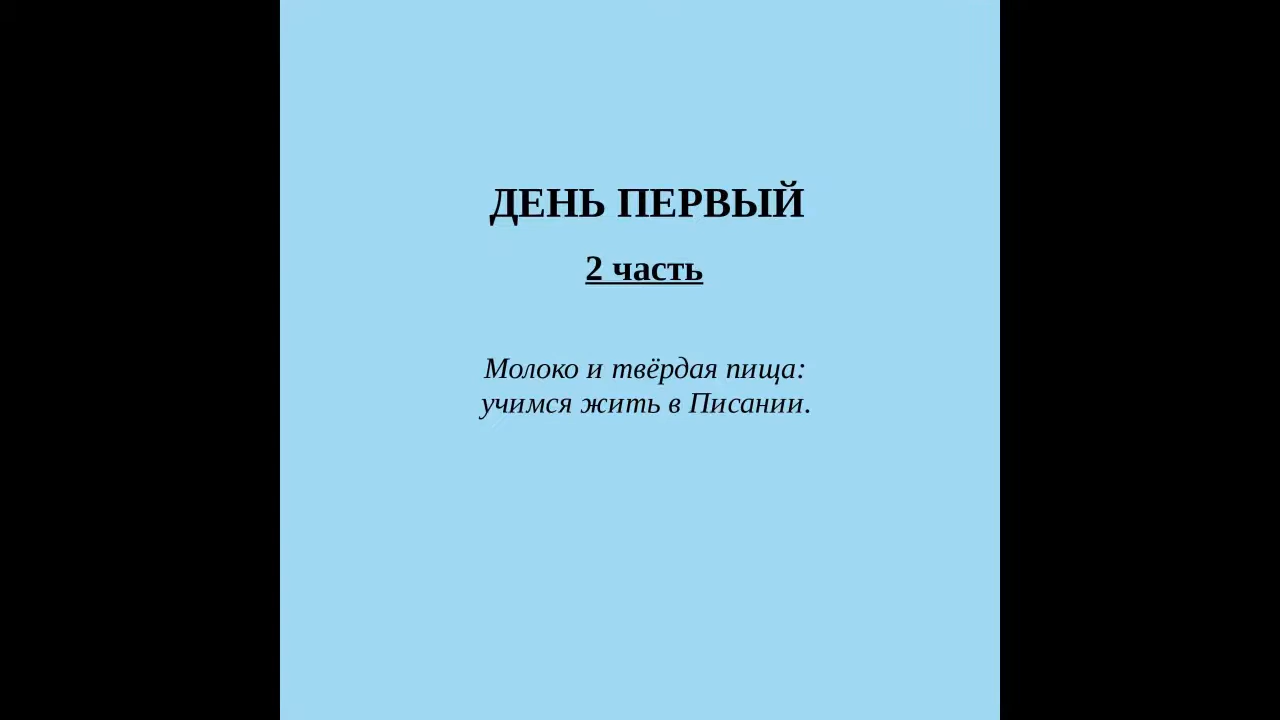 ДЕНЬ ПЕРВЫЙ
2 часть
Молоко и твёрдая пища:
учимся жить в Писании.